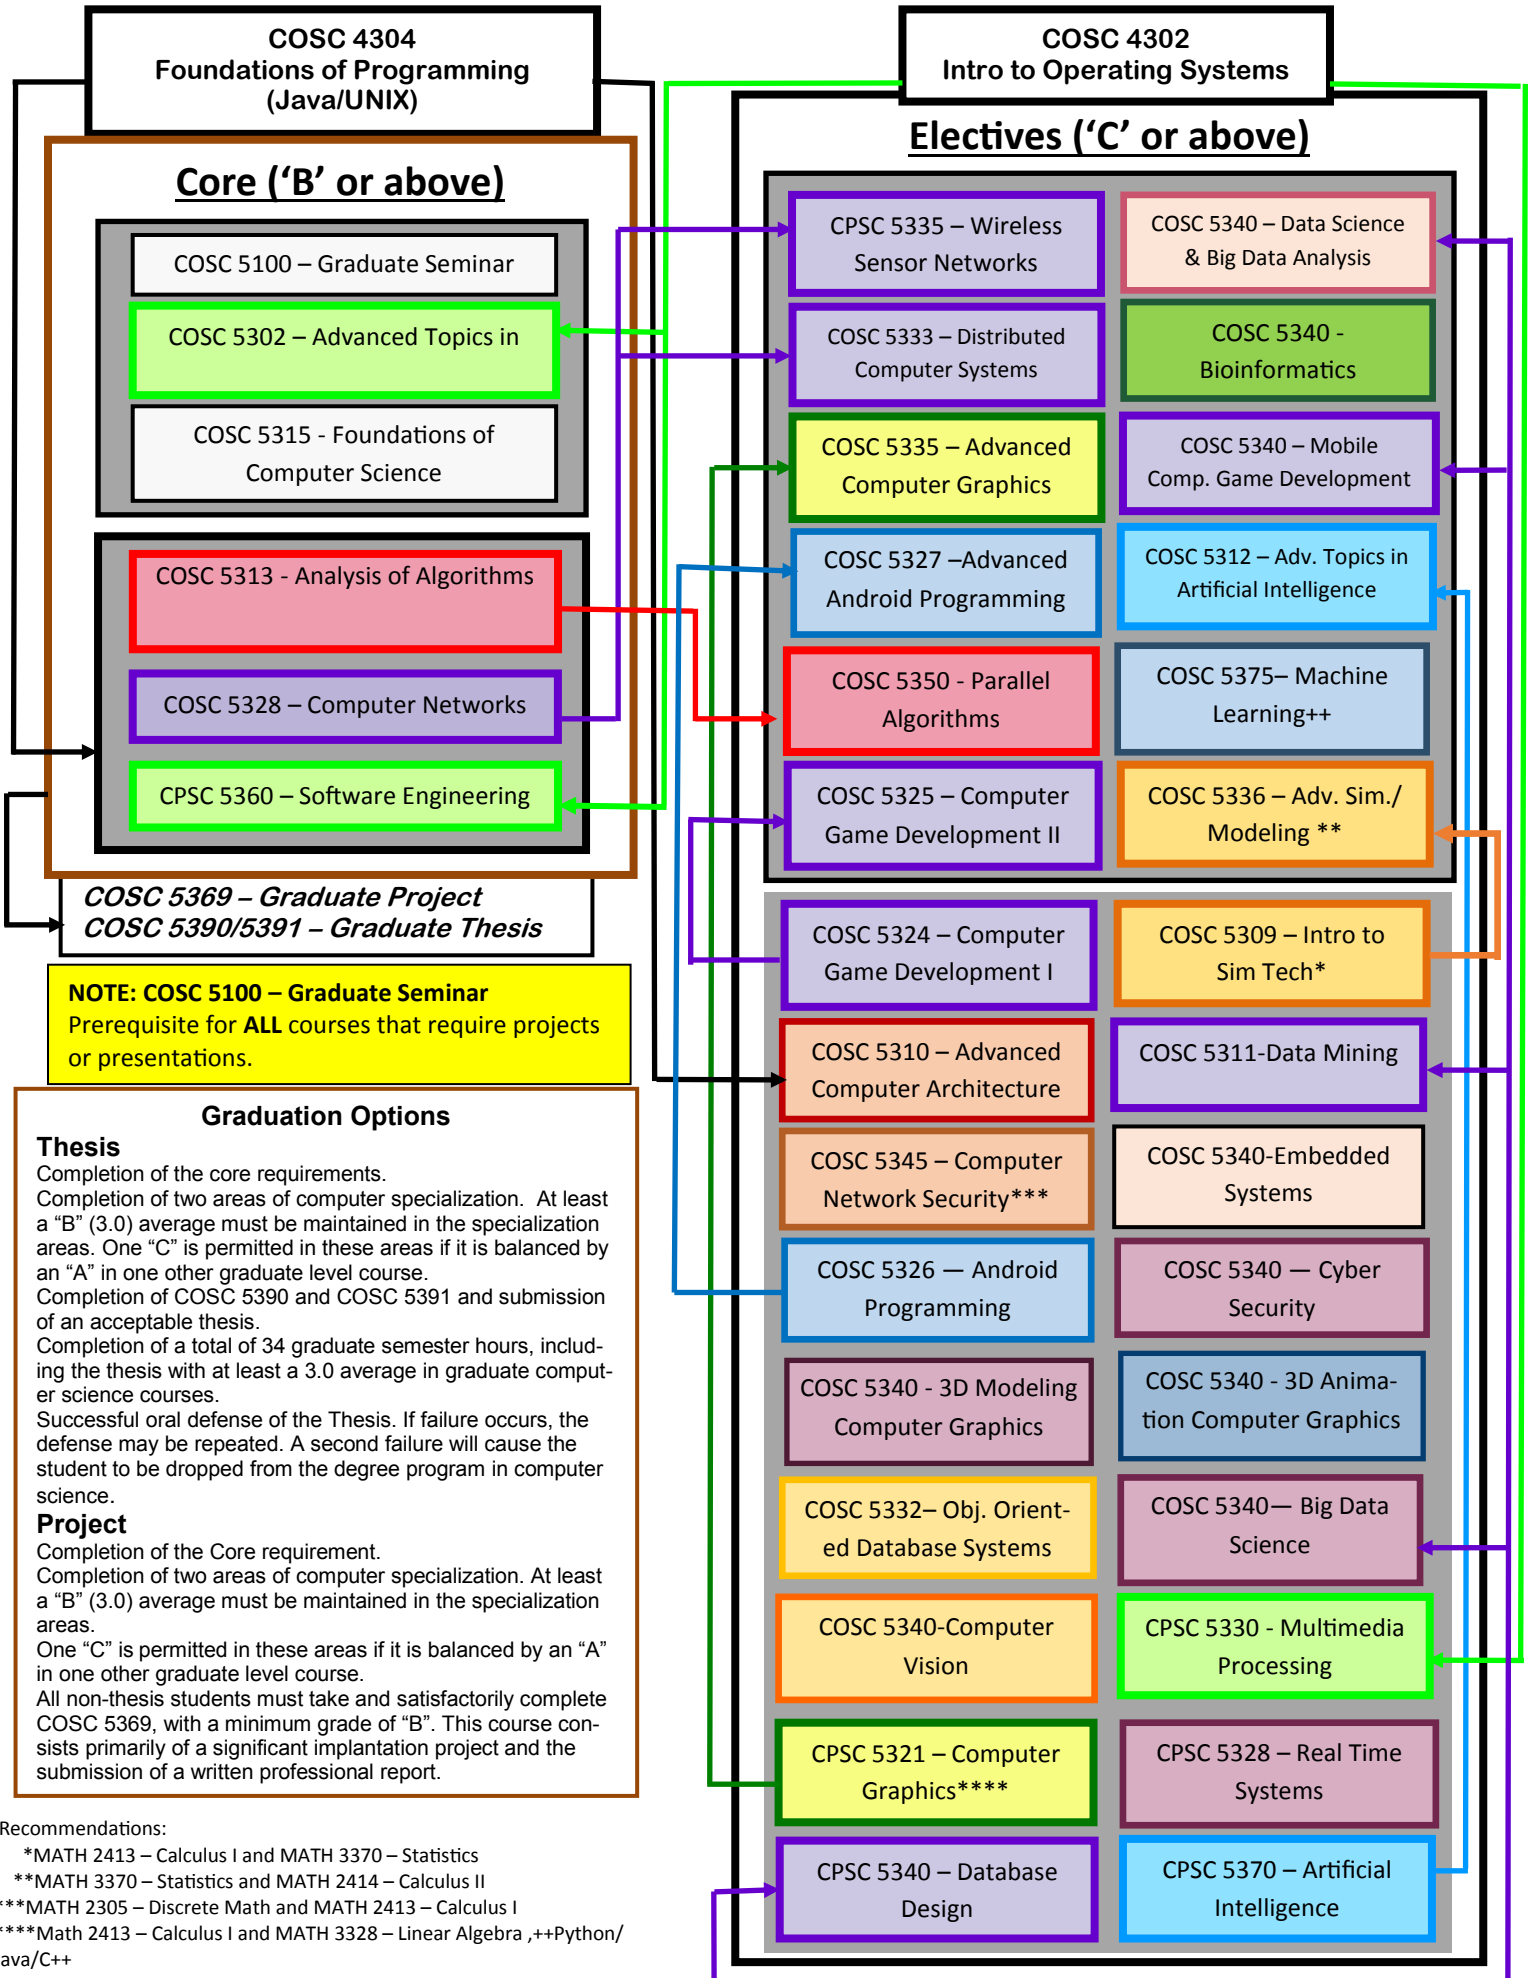 COSC 4304
Foundations of Programming
(Java/UNIX)
COSC 4302
Intro to Operating Systems
Core (‘B’ or above)
COSC 5100 – Graduate Seminar
COSC 5302 – Advanced Topics in
COSC 5315 - Foundations of
Computer Science
COSC 5313 - Analysis of Algorithms
COSC 5328 – Computer Networks
CPSC 5360 – Software Engineering
COSC 5369 – Graduate Project
COSC 5390/5391 – Graduate Thesis
NOTE: COSC 5100 – Graduate Seminar
Prerequisite for ALL courses that require projects
or presentations.
Graduation Options
Thesis
Completion of the core requirements.
Completion of two areas of computer specialization. At least
a “B” (3.0) average must be maintained in the specialization
areas. One “C” is permitted in these areas if it is balanced by
an “A” in one other graduate level course.
Completion of COSC 5390 and COSC 5391 and submission
of an acceptable thesis.
Completion of a total of 34 graduate semester hours, includ-
ing the thesis with at least a 3.0 average in graduate comput-
er science courses.
Successful oral defense of the Thesis. If failure occurs, the
defense may be repeated. A second failure will cause the
student to be dropped from the degree program in computer
science.
Project
Completion of the Core requirement.
Completion of two areas of computer specialization. At least
a “B” (3.0) average must be maintained in the specialization
areas.
One “C” is permitted in these areas if it is balanced by an “A”
in one other graduate level course.
All non-thesis students must take and satisfactorily complete
COSC 5369, with a minimum grade of “B”. This course con-
sists primarily of a significant implantation project and the
submission of a written professional report.
Recommendations:
*MATH 2413 – Calculus I and MATH 3370 – Statistics
**MATH 3370 – Statistics and MATH 2414 – Calculus II
***MATH 2305 – Discrete Math and MATH 2413 – Calculus I
****Math 2413 – Calculus I and MATH 3328 – Linear Algebra ,++Python/
ava/C++
Electives (‘C’ or above)
CPSC 5335 – Wireless
Sensor Networks
COSC 5340 – Data Science
& Big Data Analysis
COSC 5333 – Distributed
Computer Systems
COSC 5340 -
Bioinformatics
COSC 5335 – Advanced
Computer Graphics
COSC 5340 – Mobile
Comp. Game Development
COSC 5327 –Advanced
Android Programming
COSC 5312 – Adv. Topics in
Artificial Intelligence
COSC 5350 - Parallel
Algorithms
COSC 5375– Machine
Learning++
COSC 5325 – Computer
Game Development II
COSC 5336 – Adv. Sim./
Modeling **
COSC 5324 – Computer
Game Development I
COSC 5309 – Intro to
Sim Tech*
COSC 5310 – Advanced
Computer Architecture
COSC 5311-Data Mining
COSC 5345 – Computer
Network Security***
COSC 5340-Embedded
Systems
COSC 5326 — Android
Programming
COSC 5340 — Cyber
Security
COSC 5340 - 3D Modeling
Computer Graphics
COSC 5340 - 3D Anima-
tion Computer Graphics
COSC 5332– Obj. Orient-
ed Database Systems
COSC 5340— Big Data
Science
COSC 5340-Computer
Vision
CPSC 5330 - Multimedia
Processing
CPSC 5321 – Computer
Graphics****
CPSC 5328 – Real Time
Systems
CPSC 5340 – Database
Design
CPSC 5370 – Artificial
Intelligence